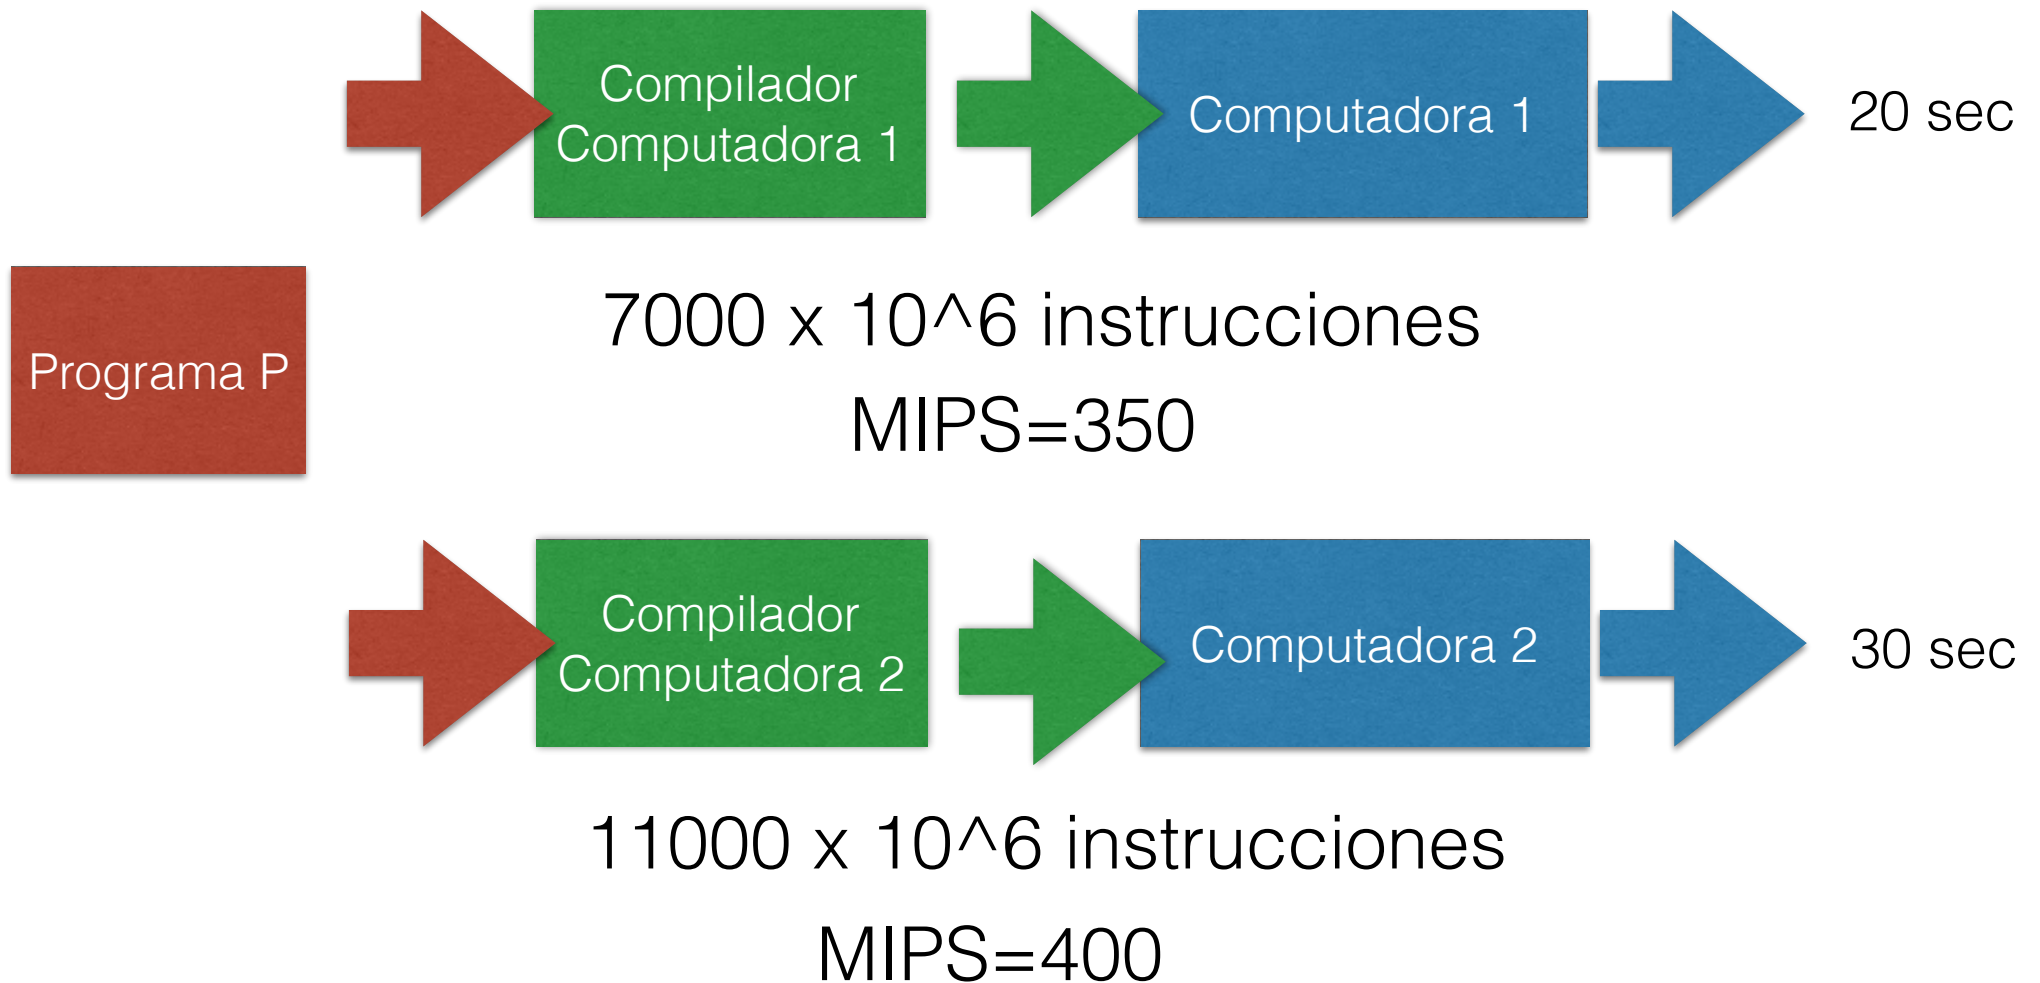 Compilador
Computadora 1
Computadora 1
20 sec
7000 x 10^6 instrucciones
Programa P
MIPS=350
Compilador
Computadora 2
Computadora 2
30 sec
11000 x 10^6 instrucciones
MIPS=400